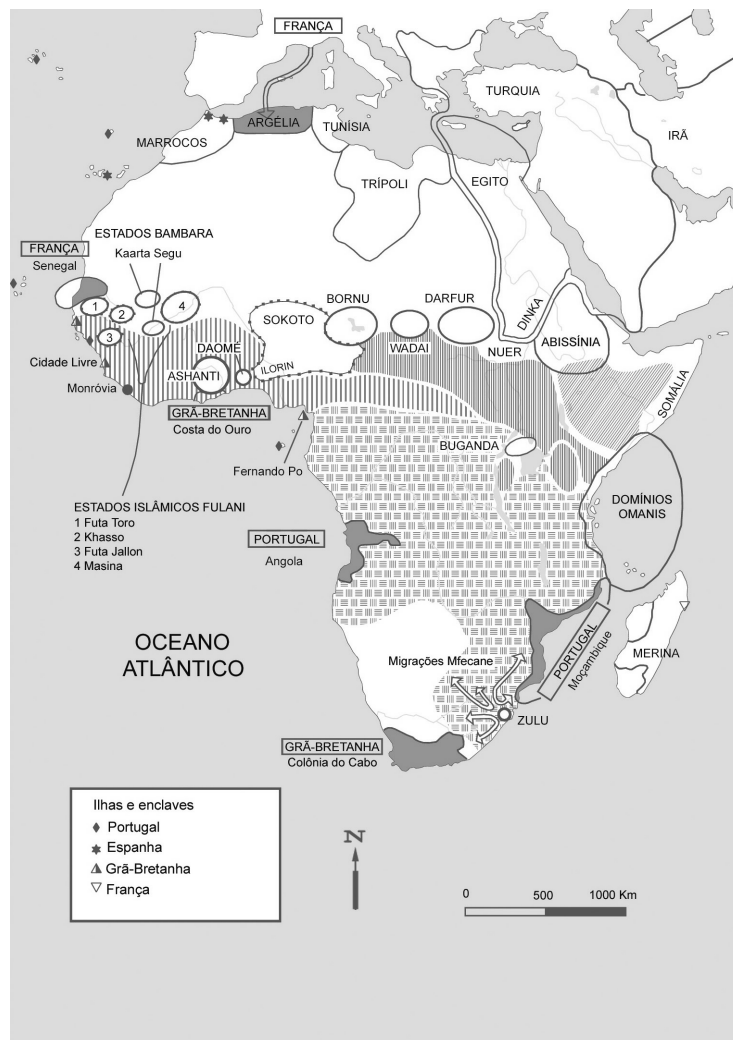 FRANÇA
TURQUIA
ARGÉLIA
TUNÍSIA
MARROCOS
IRÃ
TRÍPOLI
EGITO
ESTADOS BAMBARA
Kaarta Segu
FRANÇA
Senegal
1
2
3
4
SOKOTO
BORNU
DARFUR
WADAI
NUER
DINKA
ABISSÍNIA
SOMÁLIA
DAOMÉ
ILORIN
ASHANTI
Cidade Livre
Monróvia
GRÃ-BRETANHA
Costa do Ouro
Fernando Po
BUGANDA
DOMÍNIOS
OMANIS
ESTADOS ISLÂMICOS FULANI
1 Futa Toro
2 Khasso
3 Futa Jallon
4 Masina
PORTUGAL
Angola
OCEANO
ATLÂNTICO
Migrações Mfecane
PORTUGAL
Moçambique
MERINA
ZULU
GRÃ-BRETANHA
Colônia do Cabo
Ilhas e enclaves
Portugal
Espanha
Grã-Bretanha
França
N
0 500 1000 Km